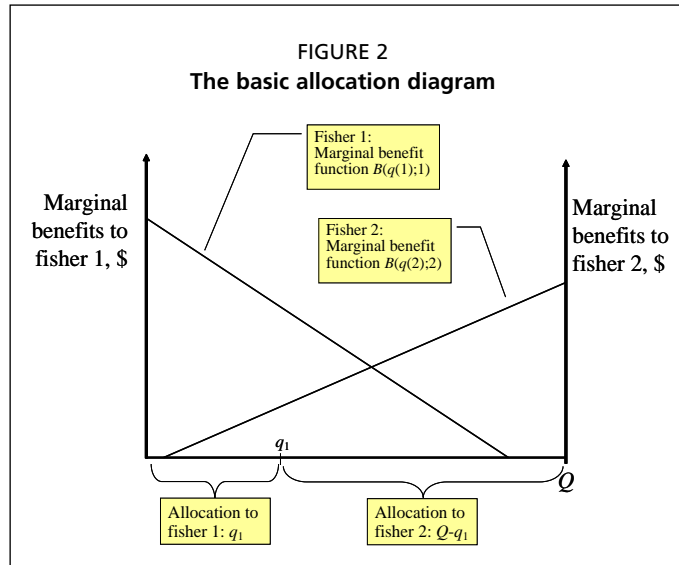 FIGURE 2
The basic allocation diagram
Fisher 1:
Marginal benefit
function B(q(1);1)
Marginal
benefits to
fisher 1, $
Fisher 2:
Marginal benefit
function B(q(2);2)
Marginal
benefits to
fisher 2, $
q₁
Q
Allocation to
fisher 1: q₁
Allocation to
fisher 2: Q-q₁